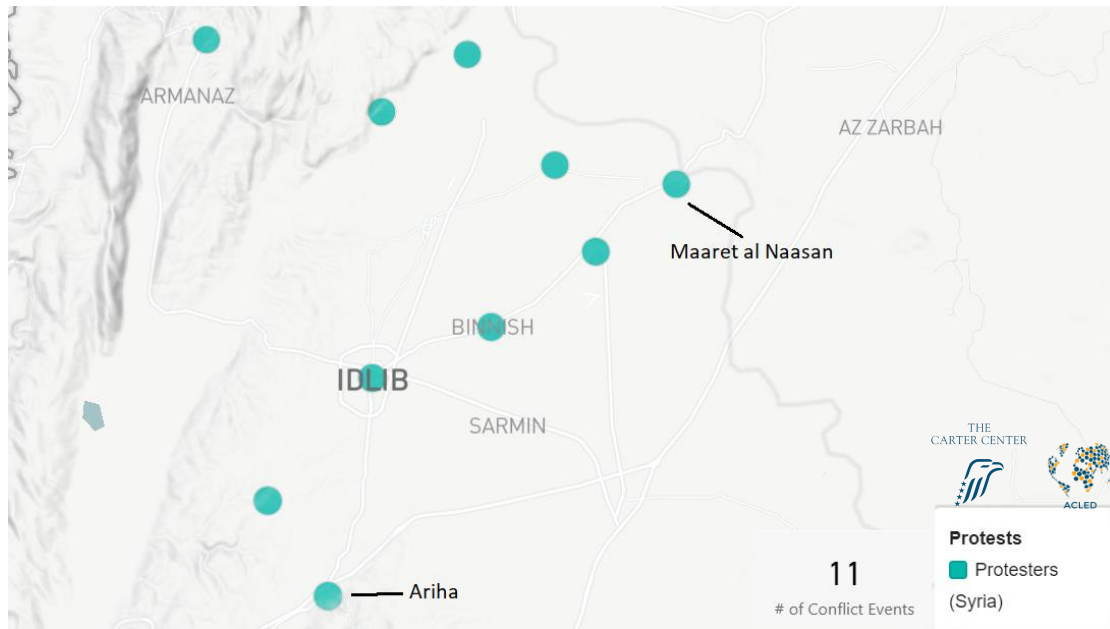 ARMANAZ
AZ ZARBAH
Maaret al Naasan
BINNISH
IDLIB
SARMIN
THE
CARTER CENTER
ACLED
Protests
Protesters
(Syria)
11
# of Conflict Events
Ariha